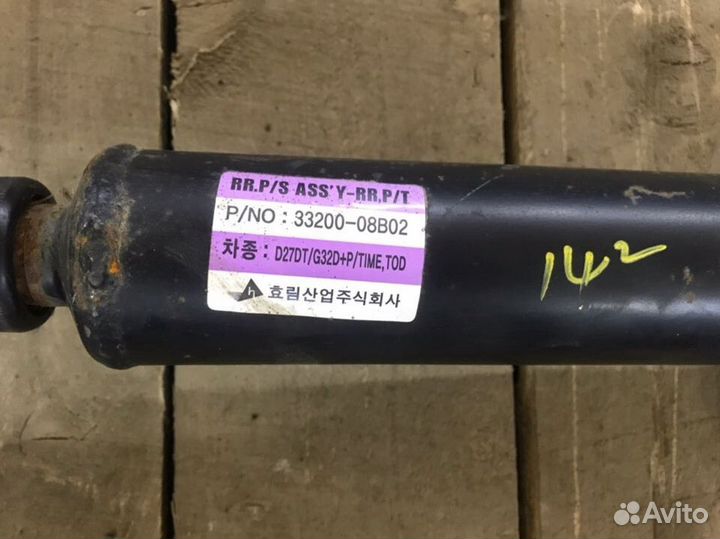 RR.P/S ASS'Y-RR.P/T
P/NO : 33200-08B02
차종 : D27DT/G32D+P/TIME,TOD
효림산업주식회사
14²
Avito